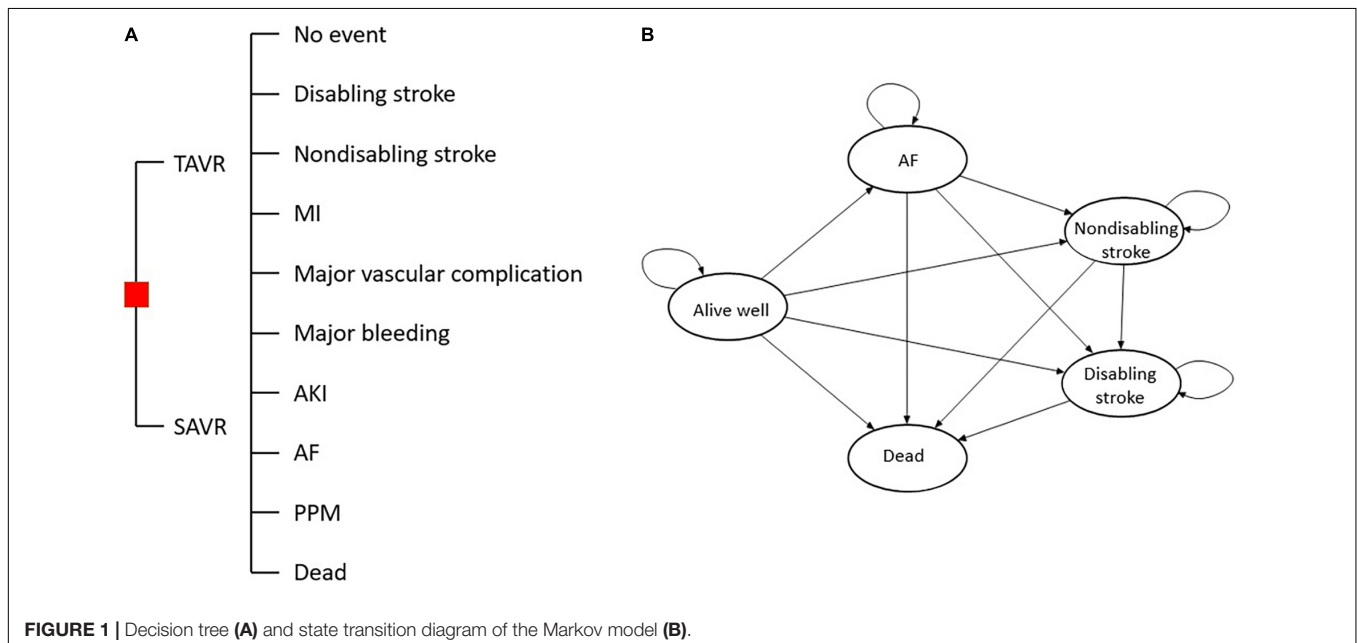 A
No event
Disabling stroke
Nondisabling stroke
TAVR
MI
Major vascular complication
Major bleeding
AKI
SAVR
AF
PPM
Dead
B
AF
Nondisabling
stroke
Alive well
Disabling
stroke
Dead
FIGURE 1 | Decision tree (A) and state transition diagram of the Markov model (B).